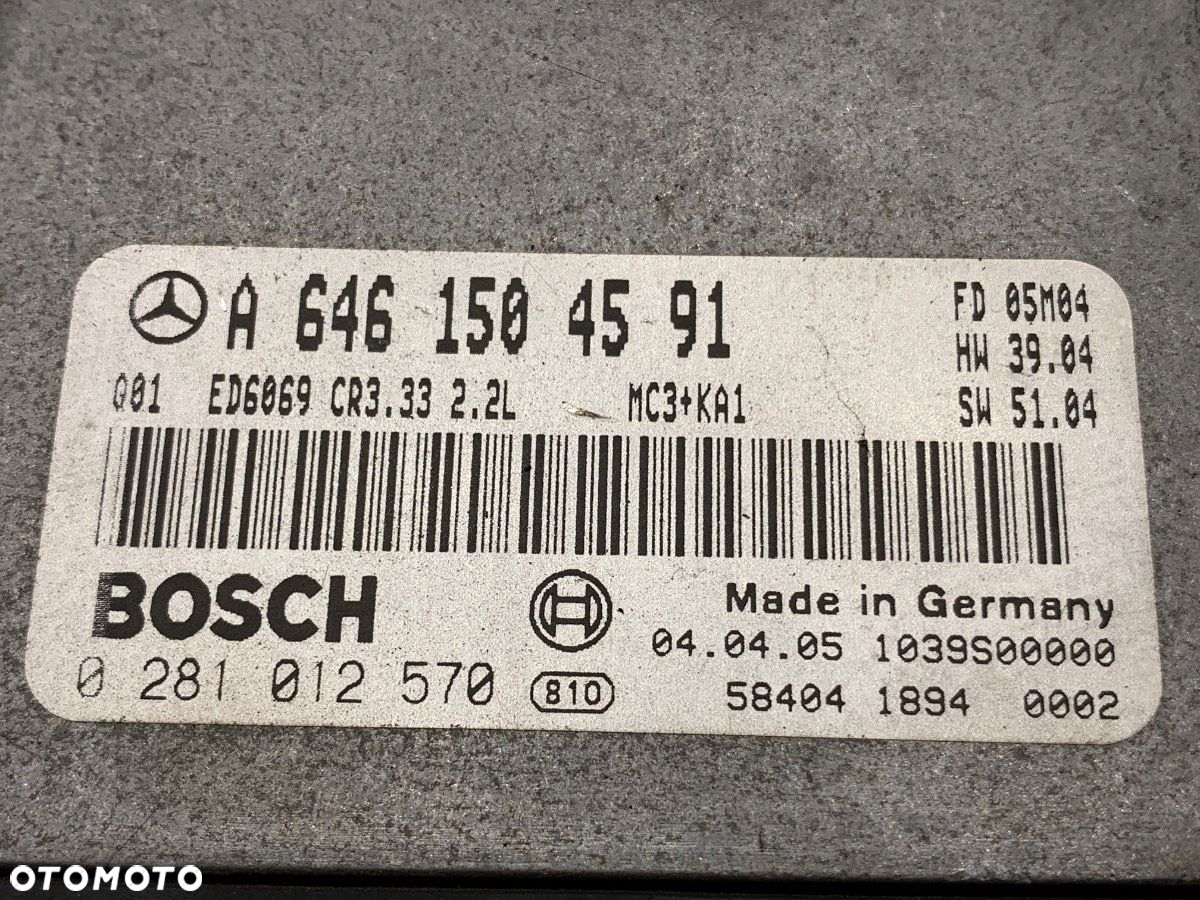 A 646 150 45 91
FD 05M04
HW 39.04
Q01 ED6069 CR3.33 2.2L MC3+KA1
SW 51.04
BOSCH
Made in Germany
04.04.05 1039S00000
0 281 012 570
810
58404 1894 0002
OTOMOTO